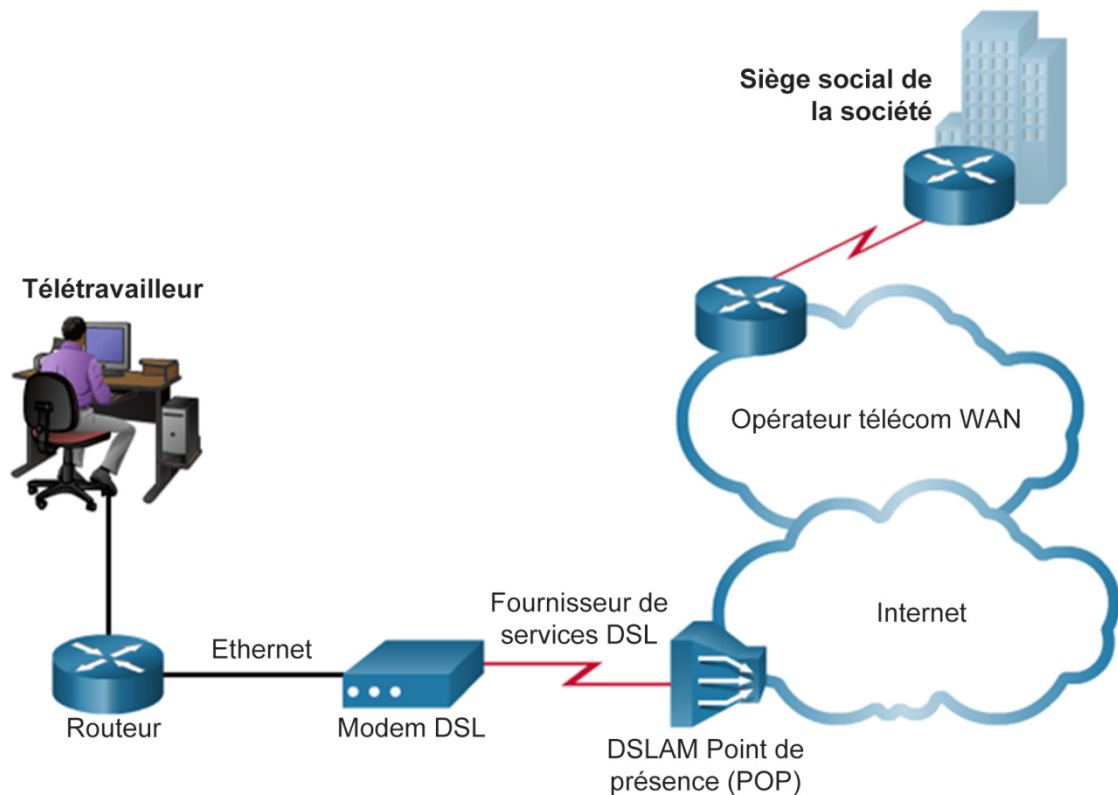 Siège social de
la société
Télétravailleur
Opérateur télécom WAN
Fournisseur de
services DSL
Internet
Ethernet
Routeur
Modem DSL
DSLAM Point de
présence (POP)